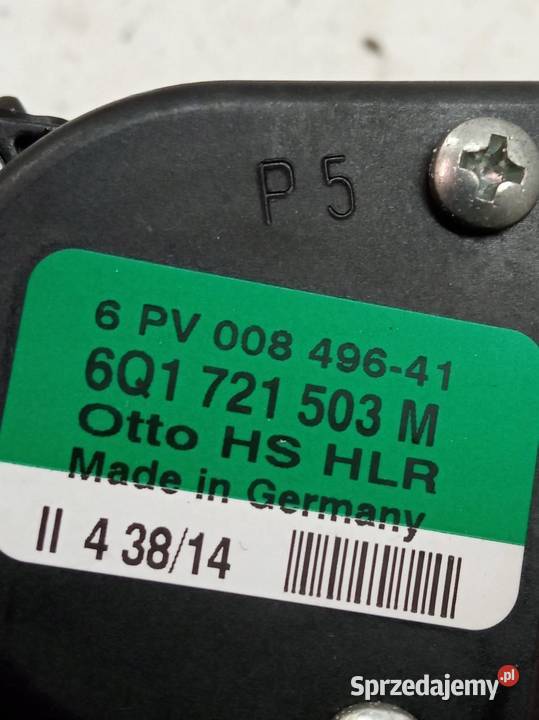 P 5
6 PV 008 496-41
6Q1 721 503 M
Otto HS HLR
Made in Germany
II 4 38/14
Sprzedajemy.pl